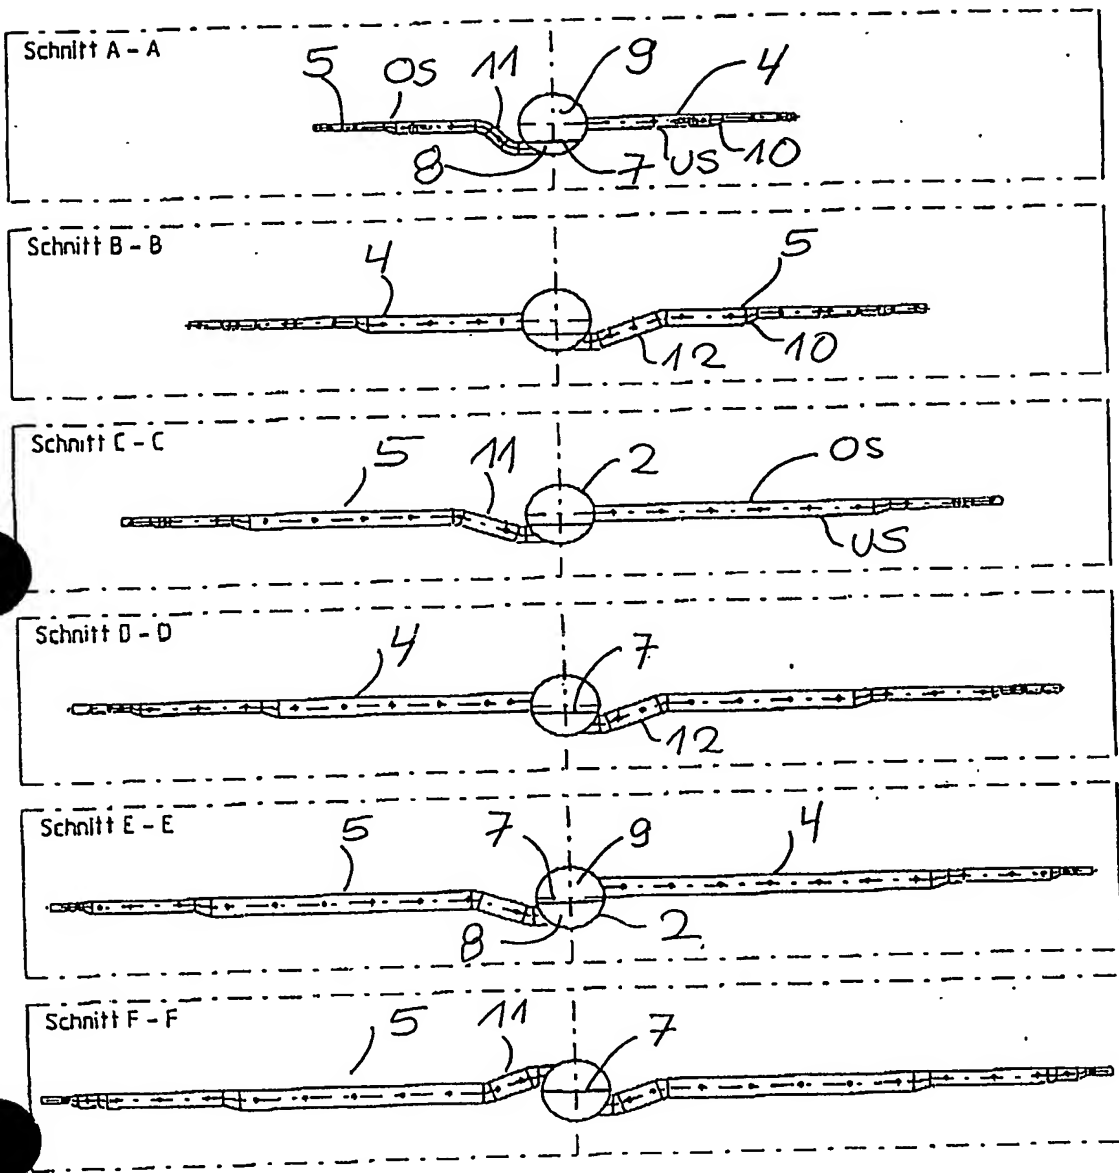 Schnitt A - A
5 OS 11 9 4
8 7 US 10
Schnitt B - B
4 5
12 10
Schnitt C - C
5 11 2 OS
US
Schnitt D - D
4 7
12
Schnitt E - E
5 7 9 4
8 2
Schnitt F - F
5 11 7